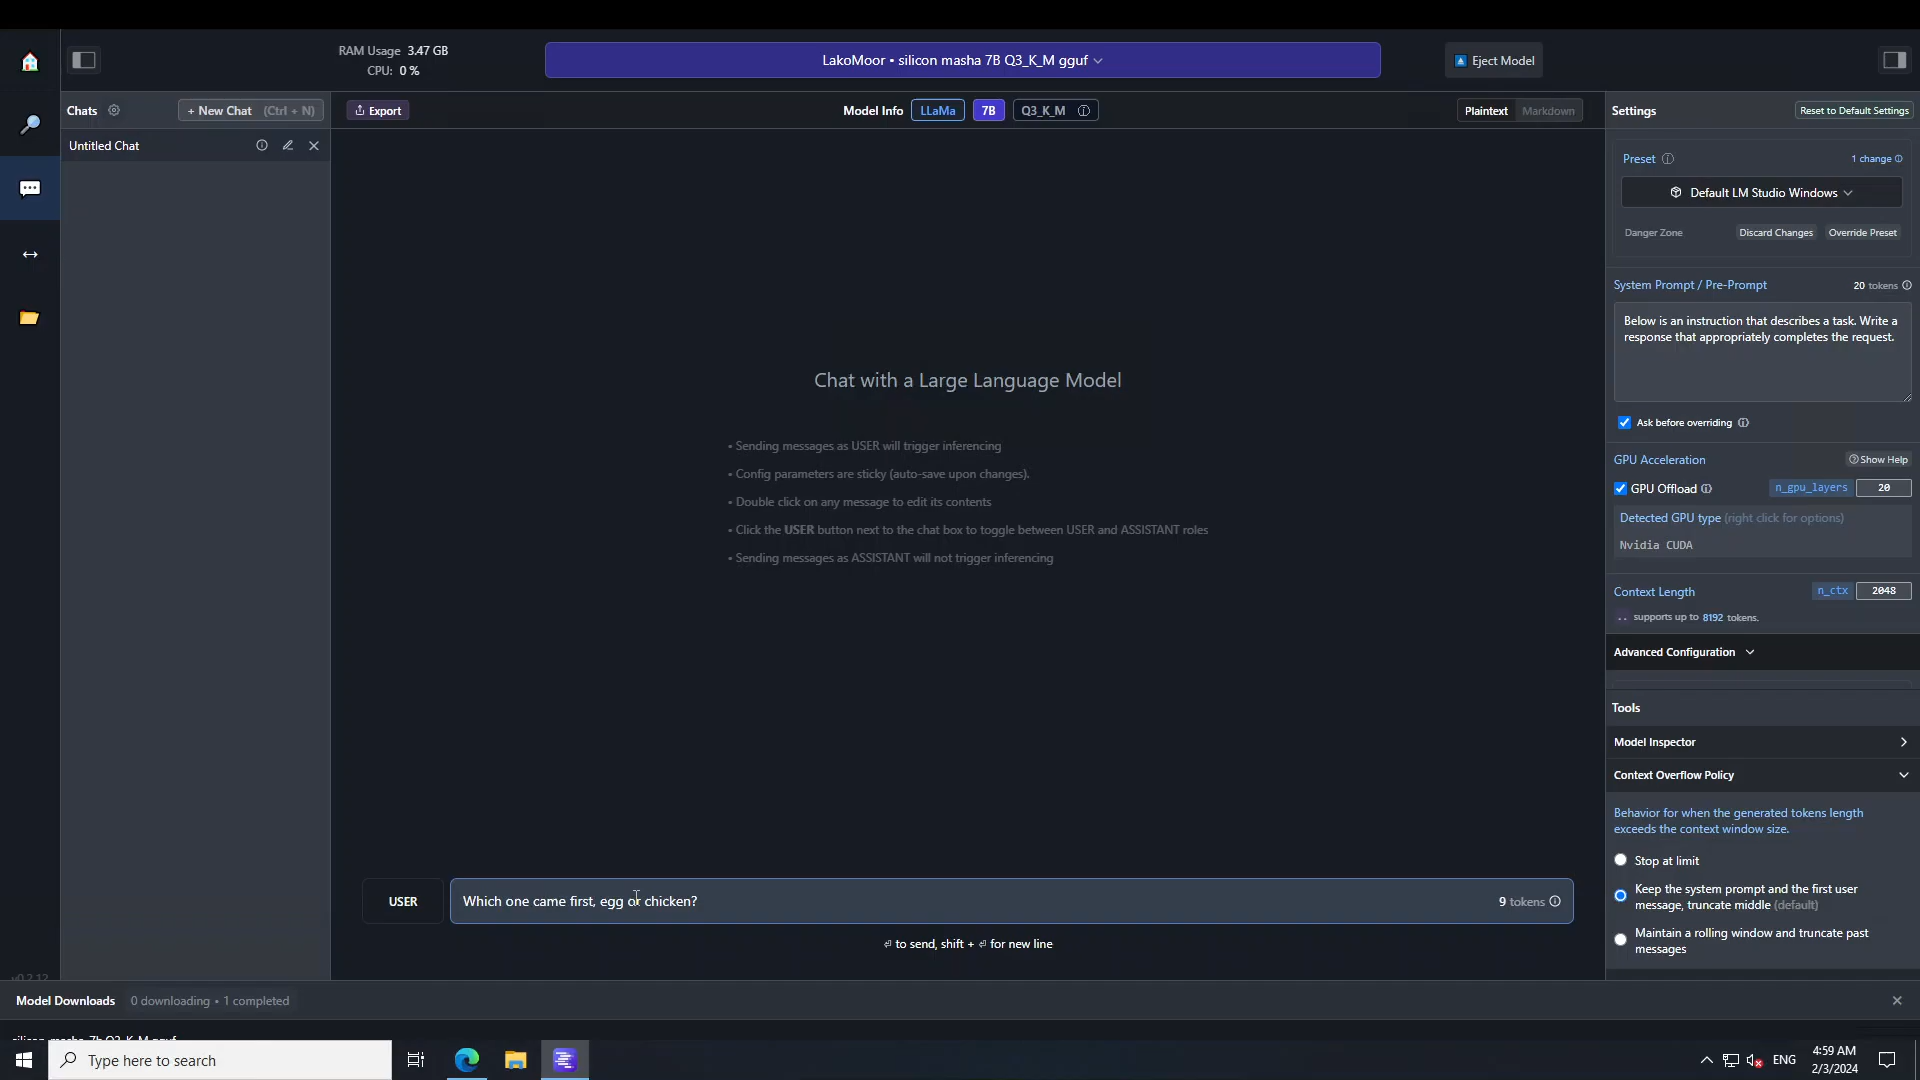 RAM Usage 3.47 GB
CPU: 0 %
LakoMoor • silicon masha 7B Q3_K_M gguf
Eject Model
Chats
+ New Chat (Ctrl + N)
Export
Model Info LLaMa 7B Q3_K_M
Plaintext Markdown
Settings
Reset to Default Settings
Untitled Chat
Preset
1 change
Default LM Studio Windows
Danger Zone Discard Changes Override Preset
System Prompt / Pre-Prompt 20 tokens
Below is an instruction that describes a task. Write a
response that appropriately completes the request.
Ask before overriding
GPU Acceleration Show Help
GPU Offload n_gpu_layers 20
Detected GPU type (right click for options)
Nvidia CUDA
Context Length n_ctx 2048
supports up to 8192 tokens.
Advanced Configuration
Tools
Model Inspector
Context Overflow Policy
Behavior for when the generated tokens length
exceeds the context window size.
Stop at limit
Keep the system prompt and the first user
message, truncate middle (default)
Maintain a rolling window and truncate past
messages
Chat with a Large Language Model
• Sending messages as USER will trigger inferencing
• Config parameters are sticky (auto-save upon changes).
• Double click on any message to edit its contents
• Click the USER button next to the chat box to toggle between USER and ASSISTANT roles
• Sending messages as ASSISTANT will not trigger inferencing
USER
Which one came first, egg or chicken?
9 tokens
⏎ to send, shift + ⏎ for new line
v0.2.12
Model Downloads 0 downloading • 1 completed
silicon-masha-7b.Q3_K_M.gguf
Type here to search
ENG
4:59 AM
2/3/2024